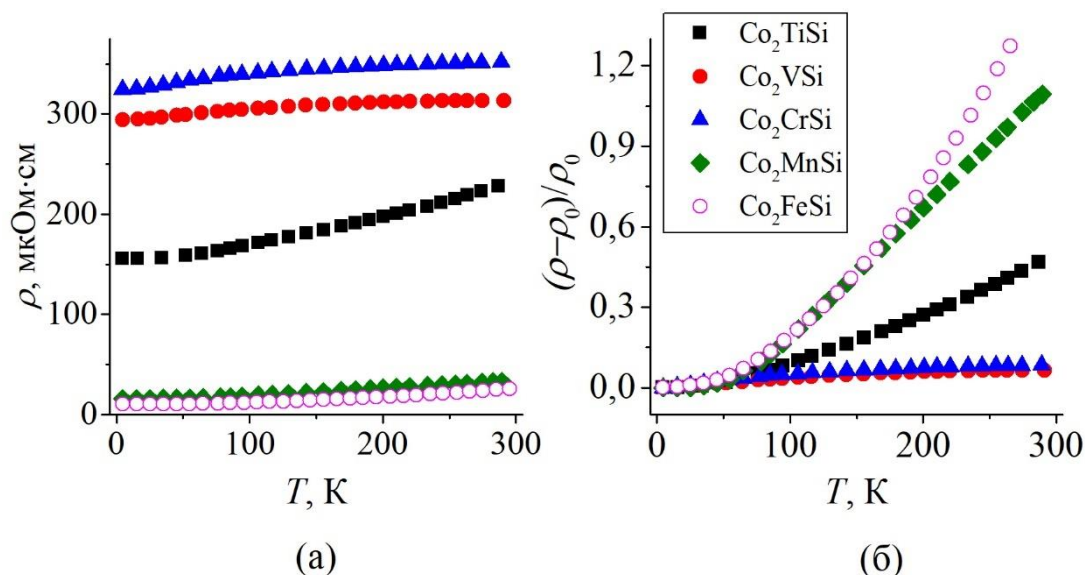 ρ, мкОм·см
300
200
100
0
0
100
200
300
T, К
(а)
(ρ−ρ₀)/ρ₀
1,2
0,9
0,6
0,3
0,0
0
100
200
300
T, К
(б)
Co₂TiSi
Co₂VSi
Co₂CrSi
Co₂MnSi
Co₂FeSi